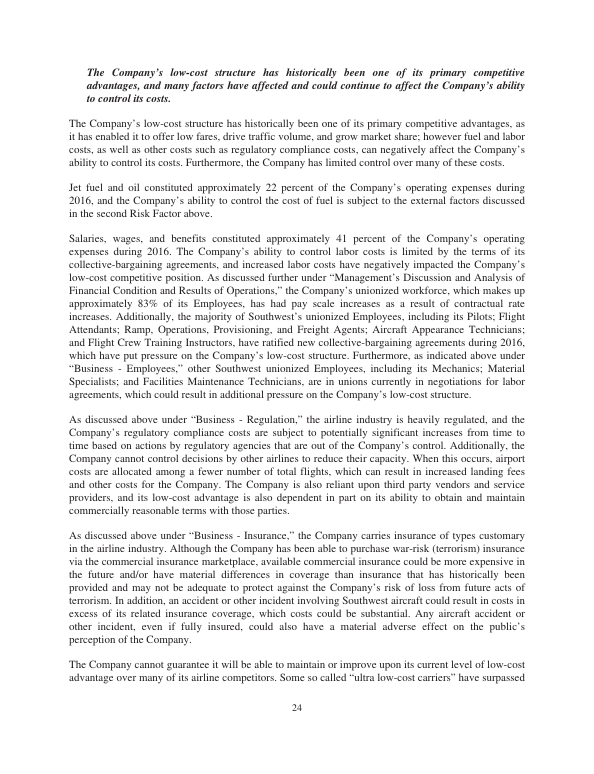 The Company's low-cost structure has historically been one of its primary competitive
advantages, and many factors have affected and could continue to affect the Company's ability
to control its costs.
The Company's low-cost structure has historically been one of its primary competitive advantages, as
it has enabled it to offer low fares, drive traffic volume, and grow market share; however fuel and labor
costs, as well as other costs such as regulatory compliance costs, can negatively affect the Company's
ability to control its costs. Furthermore, the Company has limited control over many of these costs.
Jet fuel and oil constituted approximately 22 percent of the Company's operating expenses during
2016, and the Company's ability to control the cost of fuel is subject to the external factors discussed
in the second Risk Factor above.
Salaries, wages, and benefits constituted approximately 41 percent of the Company's operating
expenses during 2016. The Company's ability to control labor costs is limited by the terms of its
collective-bargaining agreements, and increased labor costs have negatively impacted the Company's
low-cost competitive position. As discussed further under “Management's Discussion and Analysis of
Financial Condition and Results of Operations,” the Company's unionized workforce, which makes up
approximately 83% of its Employees, has had pay scale increases as a result of contractual rate
increases. Additionally, the majority of Southwest's unionized Employees, including its Pilots; Flight
Attendants; Ramp, Operations, Provisioning, and Freight Agents; Aircraft Appearance Technicians;
and Flight Crew Training Instructors, have ratified new collective-bargaining agreements during 2016,
which have put pressure on the Company's low-cost structure. Furthermore, as indicated above under
“Business - Employees,” other Southwest unionized Employees, including its Mechanics; Material
Specialists; and Facilities Maintenance Technicians, are in unions currently in negotiations for labor
agreements, which could result in additional pressure on the Company's low-cost structure.
As discussed above under “Business - Regulation,” the airline industry is heavily regulated, and the
Company's regulatory compliance costs are subject to potentially significant increases from time to
time based on actions by regulatory agencies that are out of the Company's control. Additionally, the
Company cannot control decisions by other airlines to reduce their capacity. When this occurs, airport
costs are allocated among a fewer number of total flights, which can result in increased landing fees
and other costs for the Company. The Company is also reliant upon third party vendors and service
providers, and its low-cost advantage is also dependent in part on its ability to obtain and maintain
commercially reasonable terms with those parties.
As discussed above under “Business - Insurance,” the Company carries insurance of types customary
in the airline industry. Although the Company has been able to purchase war-risk (terrorism) insurance
via the commercial insurance marketplace, available commercial insurance could be more expensive in
the future and/or have material differences in coverage than insurance that has historically been
provided and may not be adequate to protect against the Company's risk of loss from future acts of
terrorism. In addition, an accident or other incident involving Southwest aircraft could result in costs in
excess of its related insurance coverage, which costs could be substantial. Any aircraft accident or
other incident, even if fully insured, could also have a material adverse effect on the public's
perception of the Company.
The Company cannot guarantee it will be able to maintain or improve upon its current level of low-cost
advantage over many of its airline competitors. Some so called “ultra low-cost carriers” have surpassed
24